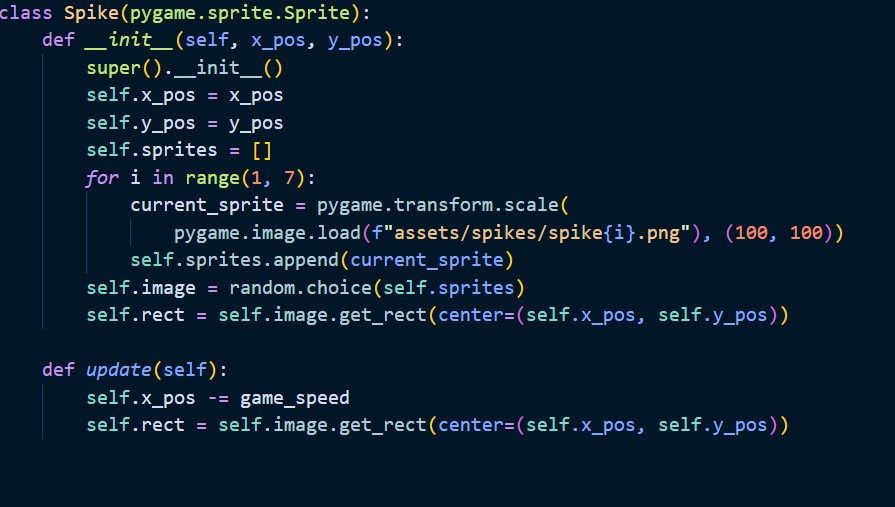 class Spike(pygame.sprite.Sprite):
    def __init__(self, x_pos, y_pos):
        super().__init__()
        self.x_pos = x_pos
        self.y_pos = y_pos
        self.sprites = []
        for i in range(1, 7):
            current_sprite = pygame.transform.scale(
                pygame.image.load(f"assets/spikes/spike{i}.png"), (100, 100))
            self.sprites.append(current_sprite)
        self.image = random.choice(self.sprites)
        self.rect = self.image.get_rect(center=(self.x_pos, self.y_pos))

    def update(self):
        self.x_pos -= game_speed
        self.rect = self.image.get_rect(center=(self.x_pos, self.y_pos))